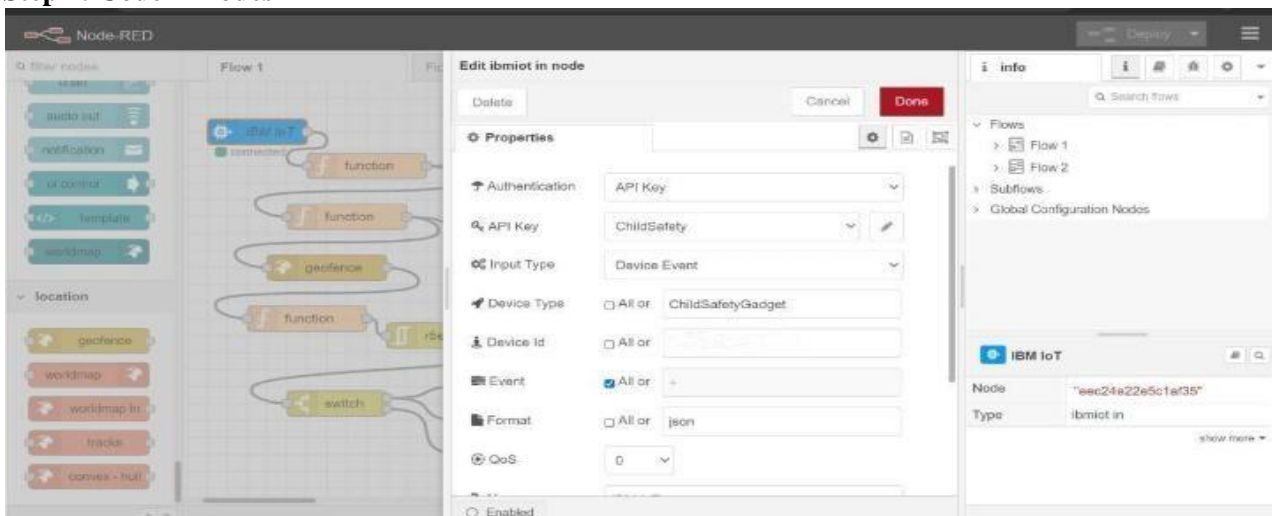 Node-RED
Deploy
filter nodes
audio out
notification
ui control
template
worldmap
location
geofence
worldmap
worldmap in
tracks
convex - hull
Flow 1
IBM IoT
connected
function
function
geofence
function
switch
Edit ibmiot in node
Delete
Cancel
Done
Properties
Authentication
API Key
API Key
ChildSafety
Input Type
Device Event
Device Type
All or
ChildSafetyGadget
Device Id
All or
Event
All or
+
Format
All or
json
QoS
0
Enabled
i info
Search flows
Flows
Flow 1
Flow 2
Subflows
Global Configuration Nodes
IBM IoT
Node
Type
ibmiot in
show more